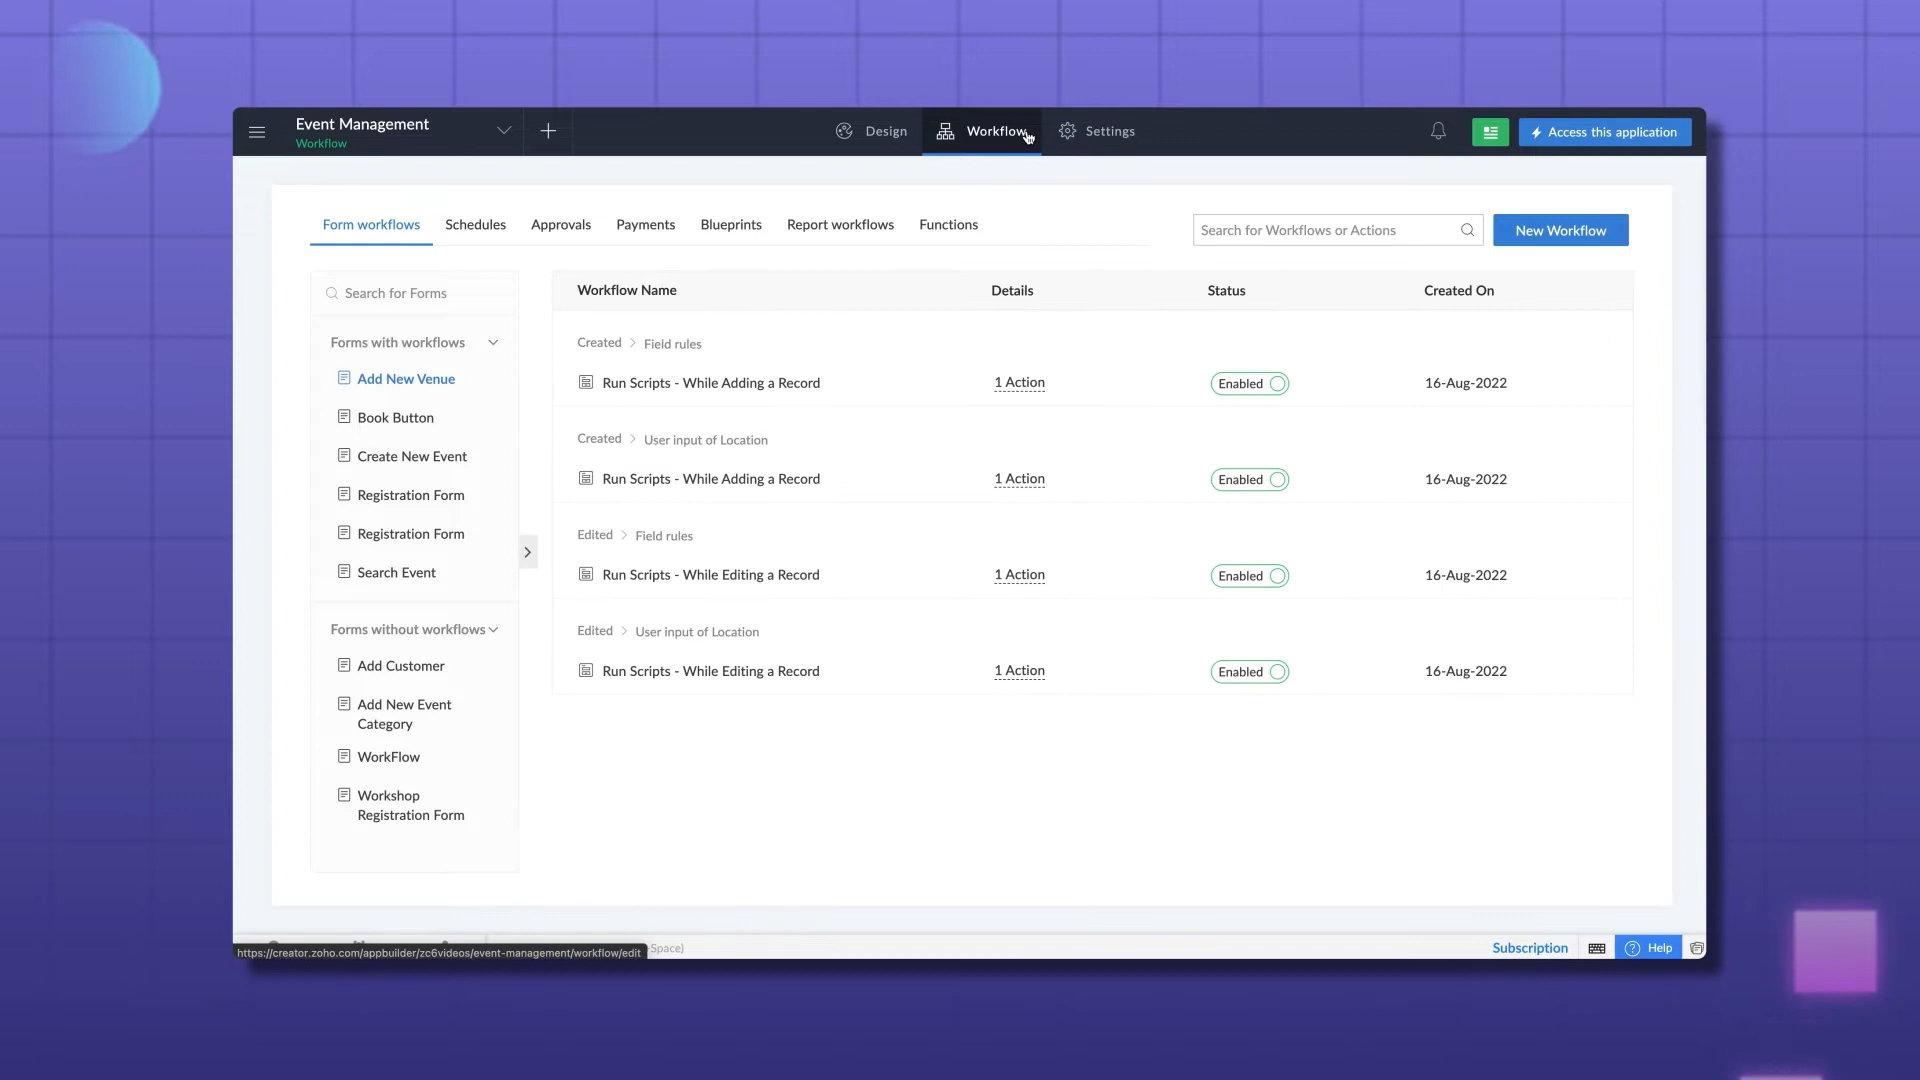 Event Management
Workflow
Design
Workflow
Settings
Access this application
Form workflows
Schedules
Approvals
Payments
Blueprints
Report workflows
Functions
Search for Workflows or Actions
New Workflow
Search for Forms
Forms with workflows
Add New Venue
Book Button
Create New Event
Registration Form
Registration Form
Search Event
Forms without workflows
Add Customer
Add New Event
Category
WorkFlow
Workshop
Registration Form
Workflow Name Details Status Created On
Created > Field rules
Run Scripts - While Adding a Record 1 Action Enabled 16-Aug-2022
Created > User input of Location
Run Scripts - While Adding a Record 1 Action Enabled 16-Aug-2022
Edited > Field rules
Run Scripts - While Editing a Record 1 Action Enabled 16-Aug-2022
Edited > User input of Location
Run Scripts - While Editing a Record 1 Action Enabled 16-Aug-2022
https://creator.zoho.com/appbuilder/zc6videos/event-management/workflow/edit
Space)
Subscription
Help